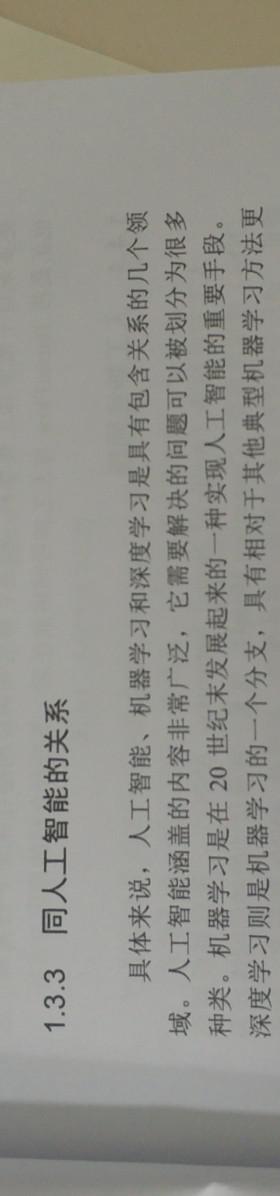 1.3.3 同人工智能的关系
具体来说，人工智能、机器学习和深度学习是具有包含关系的几个领
域。人工智能涵盖的内容非常广泛，它需要解决的问题可以被划分为很多
种类。机器学习是在 20 世纪末发展起来的一种实现人工智能的重要手段。
深度学习则是机器学习的一个分支，具有相对于其他典型机器学习方法更